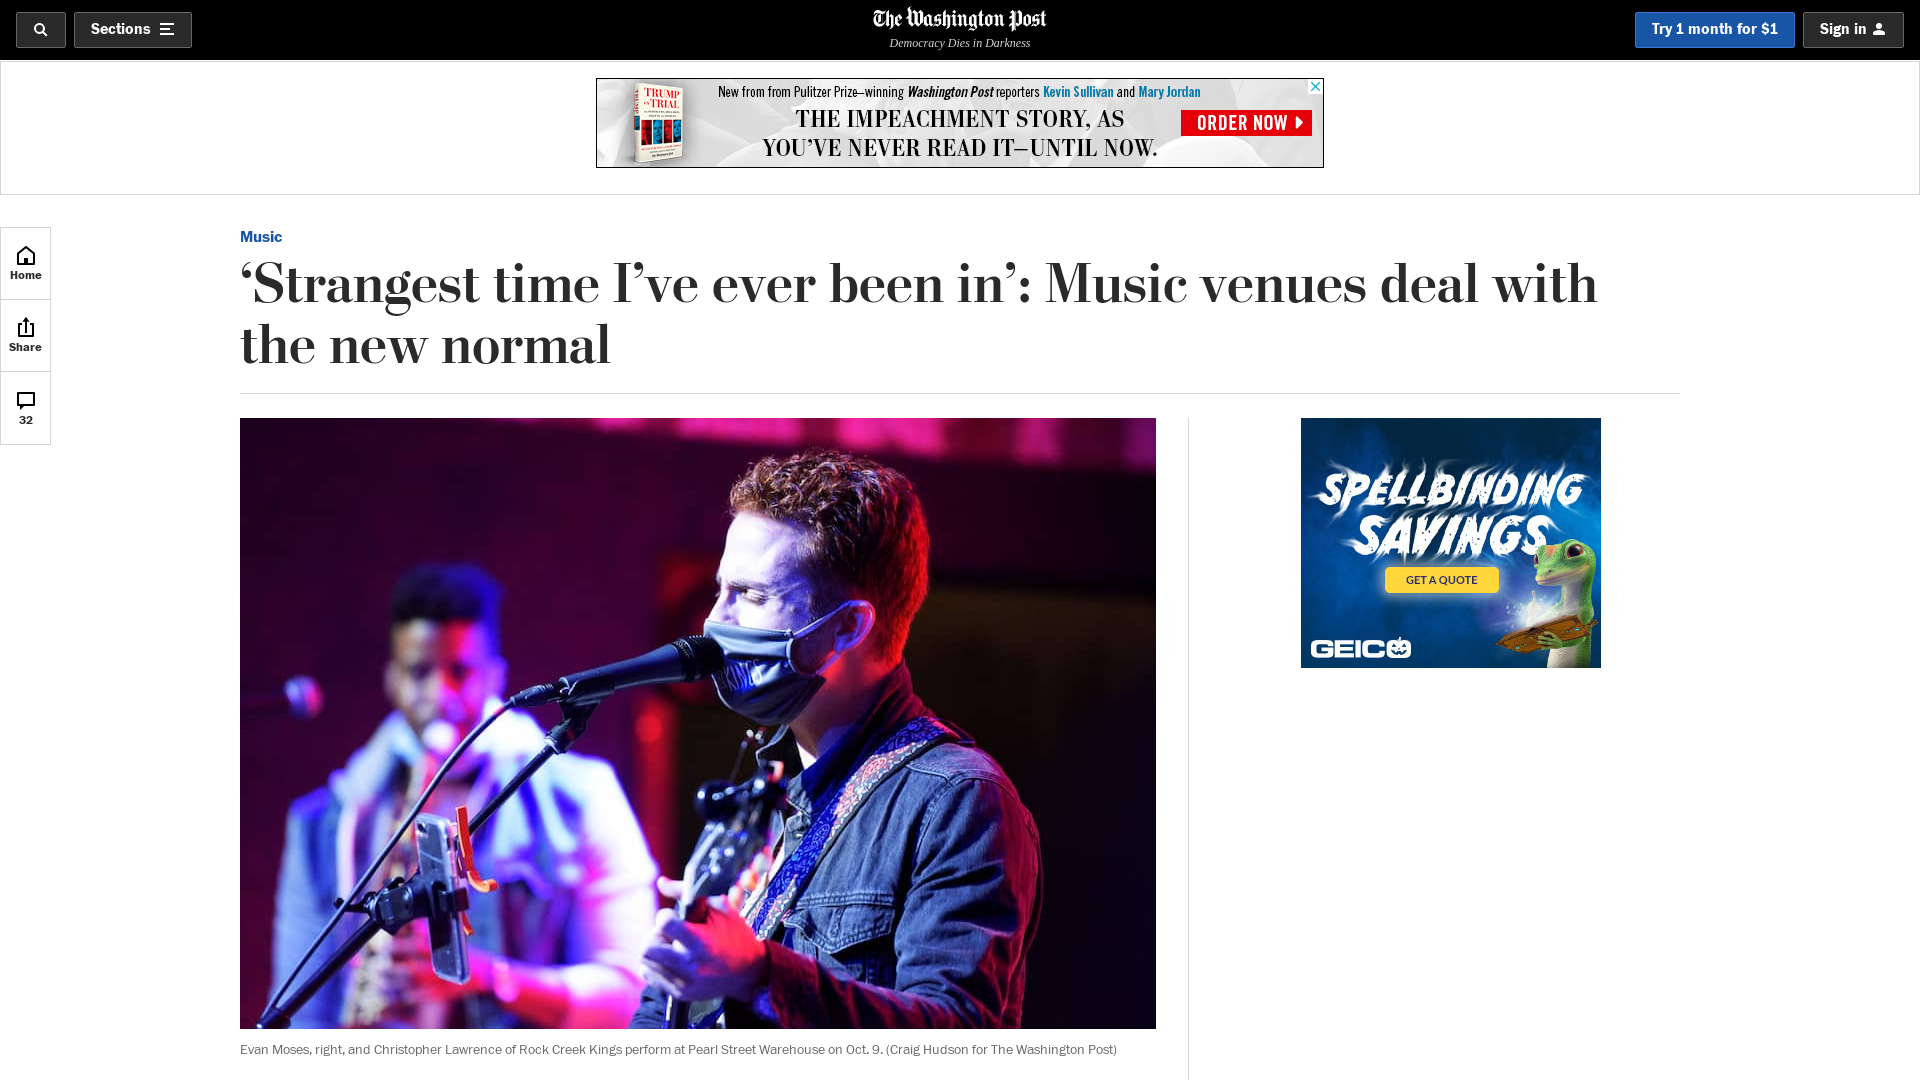 Sections
The Washington Post
Democracy Dies in Darkness
Try 1 month for $1
Sign in
New from from Pulitzer Prize–winning Washington Post reporters Kevin Sullivan and Mary Jordan
TRUMP
ON TRIAL
THE IMPEACHMENT STORY, AS
YOU'VE NEVER READ IT—UNTIL NOW.
ORDER NOW
Home
Share
32
Music
‘Strangest time I’ve ever been in’: Music venues deal with
the new normal
SPELLBINDING
SAVINGS
GET A QUOTE
GEICO
Evan Moses, right, and Christopher Lawrence of Rock Creek Kings perform at Pearl Street Warehouse on Oct. 9. (Craig Hudson for The Washington Post)